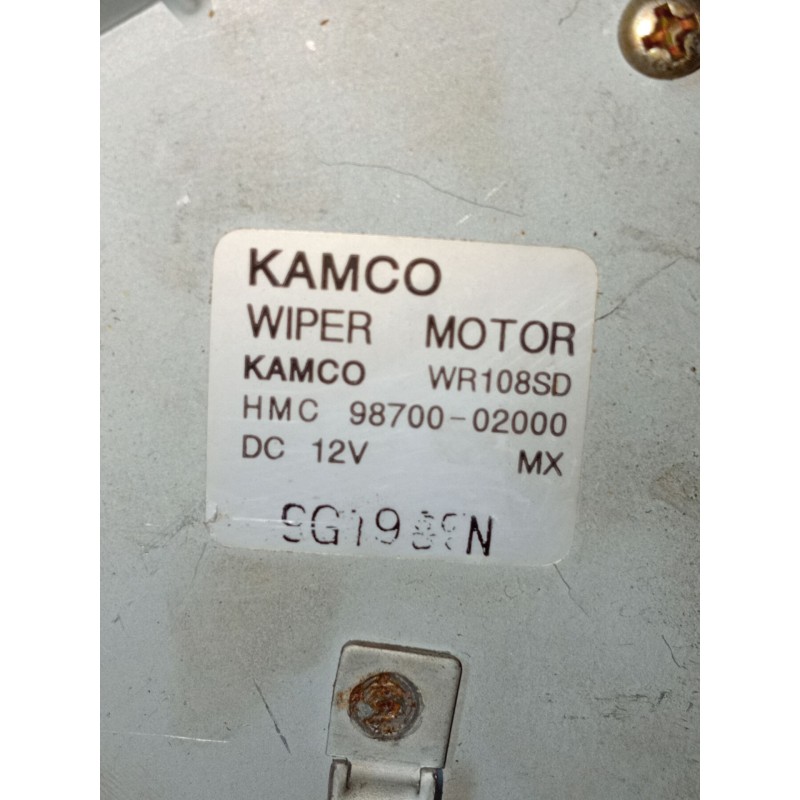 KAMCO
WIPER MOTOR
KAMCO WR108SD
HMC 98700-02000
DC 12V MX